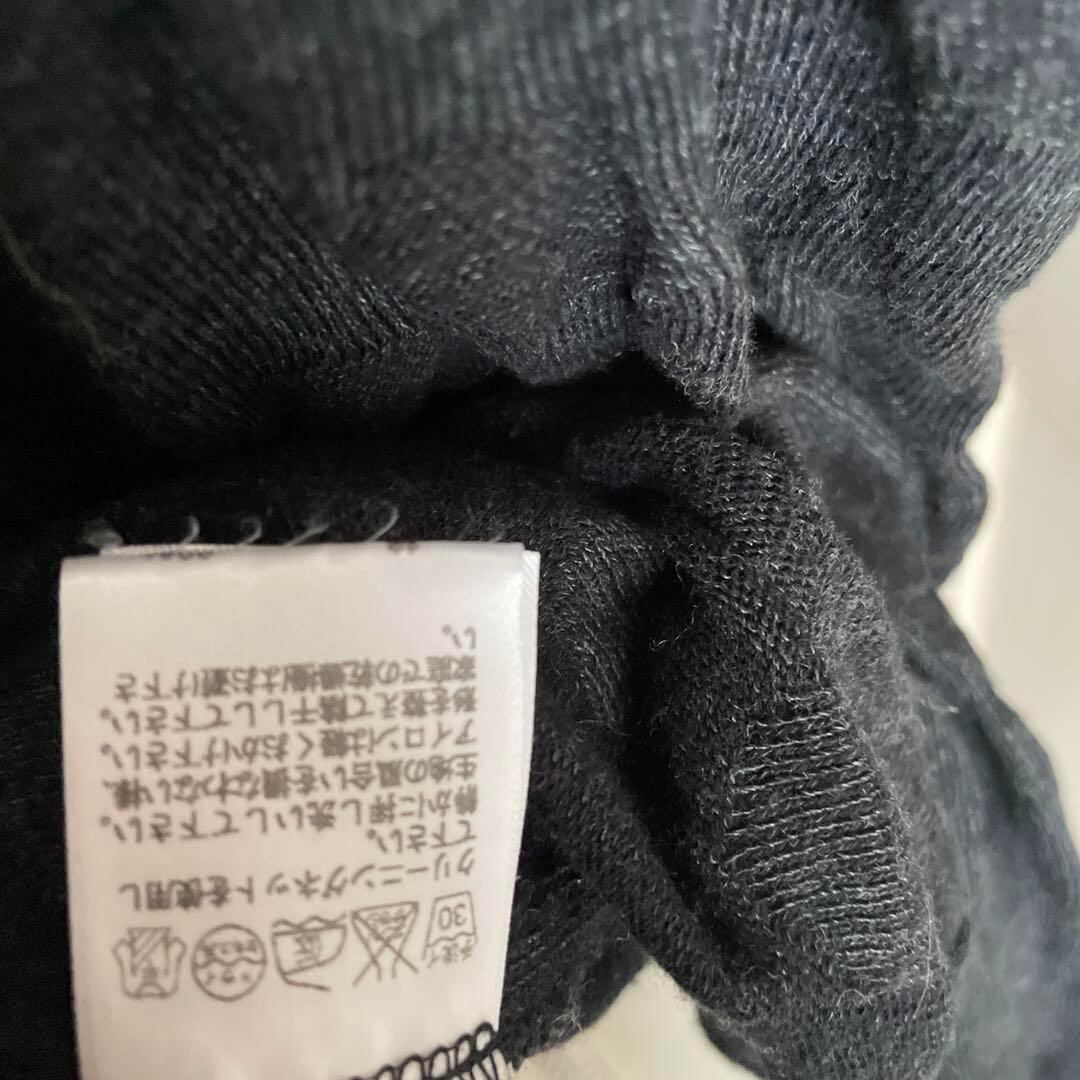 手洗イ
30
クリーニングネットを使用し
て下さい。
静かに押し洗いして下さい。
生地の風合いを損なわない様、
アイロンは軽くおかけ下さい。
形を整えて陰干しして下さい。
家庭での乾燥機はお避け下さ
い。